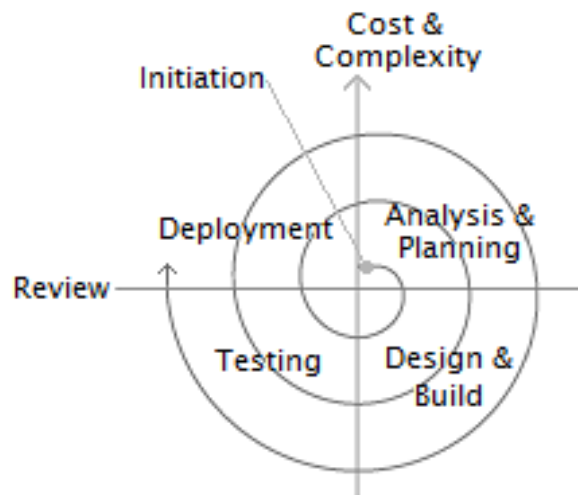 Cost &
Complexity
Initiation
Deployment
Analysis &
Planning
Review
Testing
Design &
Build